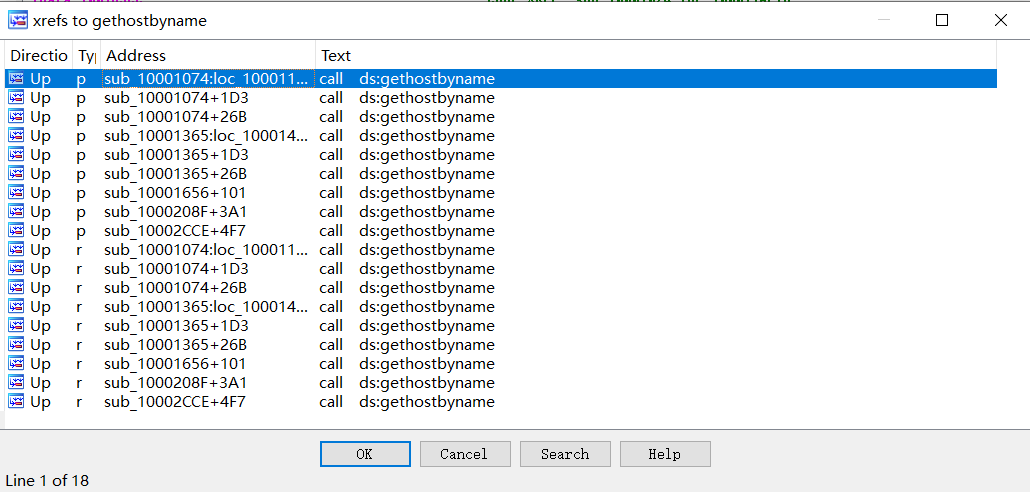 xrefs to gethostbyname
Directio Ty Address Text
Up p sub_10001074:loc_100011... call ds:gethostbyname
Up p sub_10001074+1D3 call ds:gethostbyname
Up p sub_10001074+26B call ds:gethostbyname
Up p sub_10001365:loc_100014... call ds:gethostbyname
Up p sub_10001365+1D3 call ds:gethostbyname
Up p sub_10001365+26B call ds:gethostbyname
Up p sub_10001656+101 call ds:gethostbyname
Up p sub_1000208F+3A1 call ds:gethostbyname
Up p sub_10002CCE+4F7 call ds:gethostbyname
Up r sub_10001074:loc_100011... call ds:gethostbyname
Up r sub_10001074+1D3 call ds:gethostbyname
Up r sub_10001074+26B call ds:gethostbyname
Up r sub_10001365:loc_100014... call ds:gethostbyname
Up r sub_10001365+1D3 call ds:gethostbyname
Up r sub_10001365+26B call ds:gethostbyname
Up r sub_10001656+101 call ds:gethostbyname
Up r sub_1000208F+3A1 call ds:gethostbyname
Up r sub_10002CCE+4F7 call ds:gethostbyname
OK Cancel Search Help
Line 1 of 18